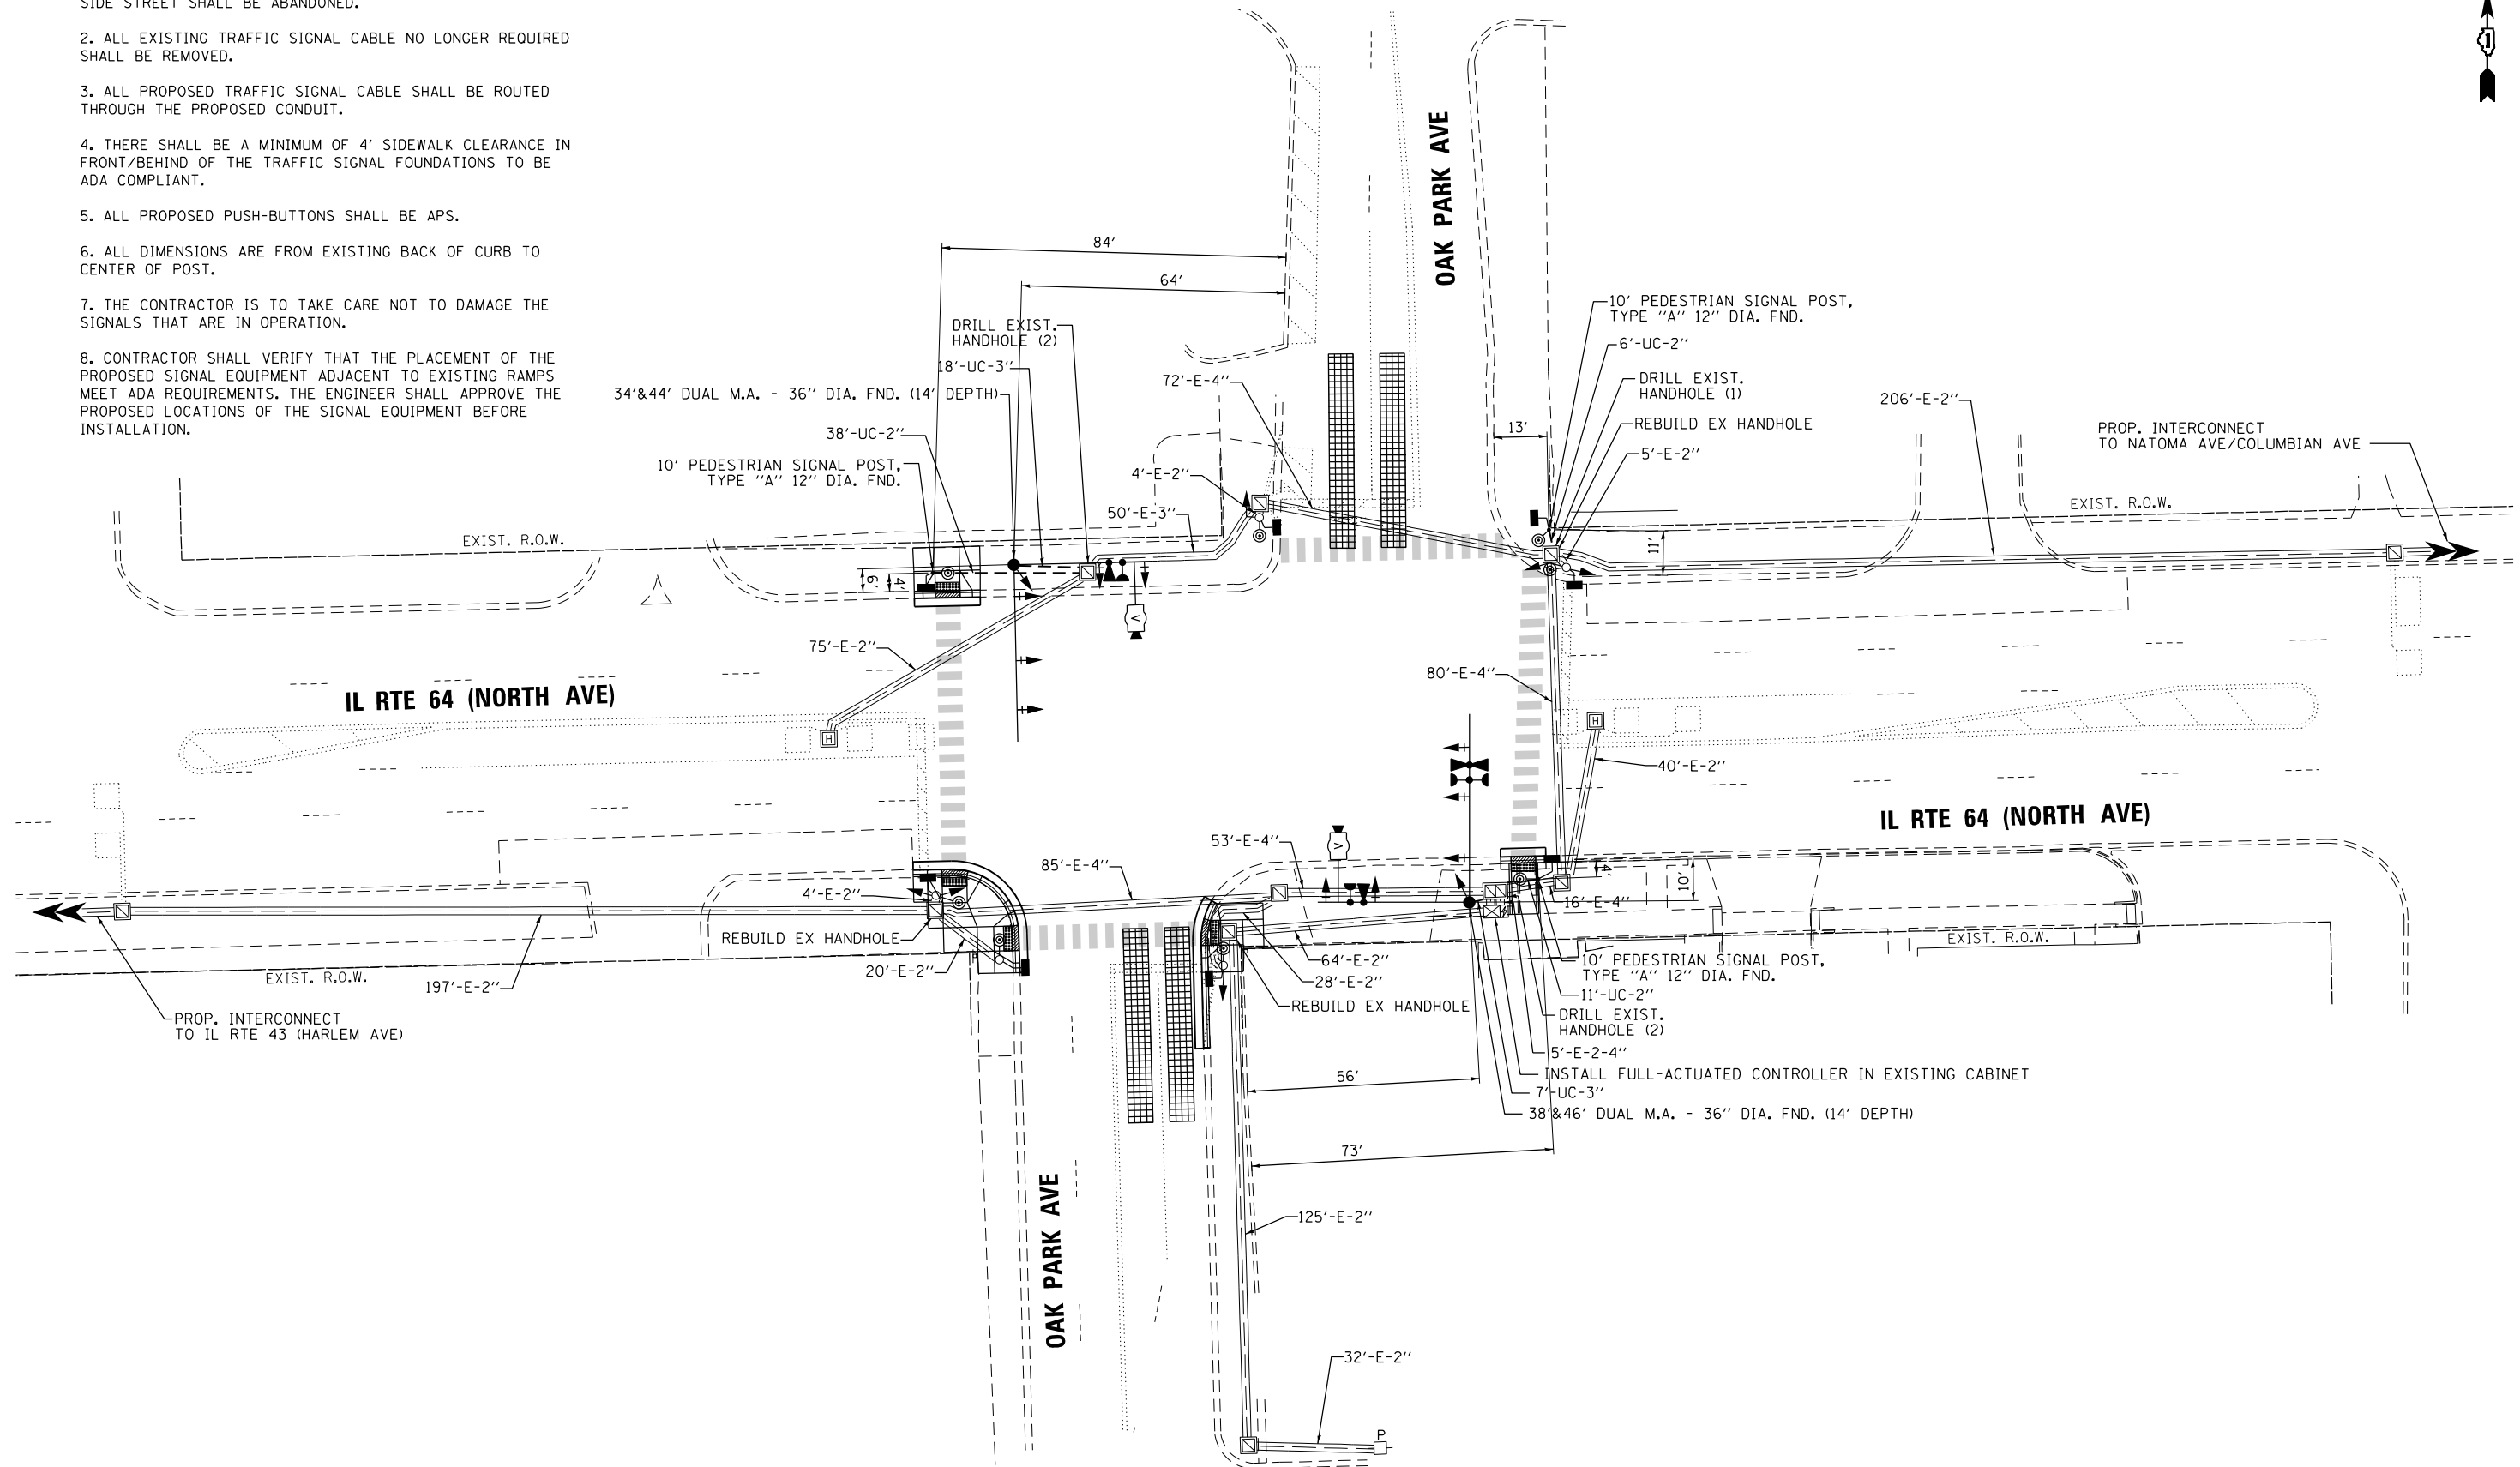 SIDE STREET SHALL BE ABANDONED.
2. ALL EXISTING TRAFFIC SIGNAL CABLE NO LONGER REQUIRED
SHALL BE REMOVED.
3. ALL PROPOSED TRAFFIC SIGNAL CABLE SHALL BE ROUTED
THROUGH THE PROPOSED CONDUIT.
4. THERE SHALL BE A MINIMUM OF 4' SIDEWALK CLEARANCE IN
FRONT/BEHIND OF THE TRAFFIC SIGNAL FOUNDATIONS TO BE
ADA COMPLIANT.
5. ALL PROPOSED PUSH-BUTTONS SHALL BE APS.
6. ALL DIMENSIONS ARE FROM EXISTING BACK OF CURB TO
CENTER OF POST.
7. THE CONTRACTOR IS TO TAKE CARE NOT TO DAMAGE THE
SIGNALS THAT ARE IN OPERATION.
8. CONTRACTOR SHALL VERIFY THAT THE PLACEMENT OF THE
PROPOSED SIGNAL EQUIPMENT ADJACENT TO EXISTING RAMPS
MEET ADA REQUIREMENTS. THE ENGINEER SHALL APPROVE THE
PROPOSED LOCATIONS OF THE SIGNAL EQUIPMENT BEFORE
INSTALLATION.
1
OAK PARK AVE
84'
64'
DRILL EXIST.
HANDHOLE (2)
18'-UC-3''
34'&44' DUAL M.A. - 36'' DIA. FND. (14' DEPTH)
38'-UC-2''
10' PEDESTRIAN SIGNAL POST,
TYPE "A" 12'' DIA. FND.
72'-E-4''
4'-E-2''
50'-E-3''
10' PEDESTRIAN SIGNAL POST,
TYPE "A" 12'' DIA. FND.
6'-UC-2''
DRILL EXIST.
HANDHOLE (1)
REBUILD EX HANDHOLE
5'-E-2''
13'
206'-E-2''
PROP. INTERCONNECT
TO NATOMA AVE/COLUMBIAN AVE
EXIST. R.O.W.
EXIST. R.O.W.
11'
6'
4'
V
75'-E-2''
80'-E-4''
IL RTE 64 (NORTH AVE)
H
H
40'-E-2''
IL RTE 64 (NORTH AVE)
53'-E-4''
V
85'-E-4''
4'
10'
4'-E-2''
16'-E-4''
REBUILD EX HANDHOLE
20'-E-2''
EXIST. R.O.W.
197'-E-2''
EXIST. R.O.W.
64'-E-2''
28'-E-2''
REBUILD EX HANDHOLE
10' PEDESTRIAN SIGNAL POST,
TYPE "A" 12'' DIA. FND.
11'-UC-2''
DRILL EXIST.
HANDHOLE (2)
5'-E-2-4''
INSTALL FULL-ACTUATED CONTROLLER IN EXISTING CABINET
7'-UC-3''
38'&46' DUAL M.A. - 36'' DIA. FND. (14' DEPTH)
PROP. INTERCONNECT
TO IL RTE 43 (HARLEM AVE)
56'
73'
125'-E-2''
OAK PARK AVE
32'-E-2''
P